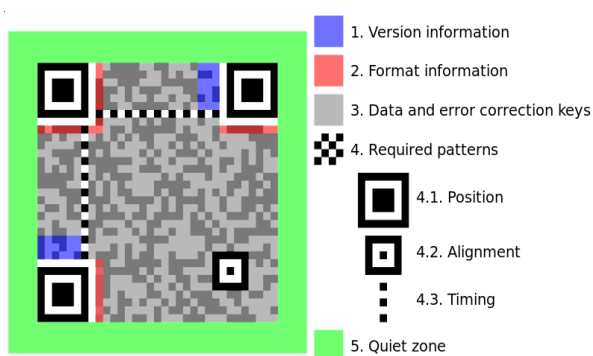 1. Version information
2. Format information
3. Data and error correction keys
4. Required patterns
4.1. Position
4.2. Alignment
4.3. Timing
5. Quiet zone